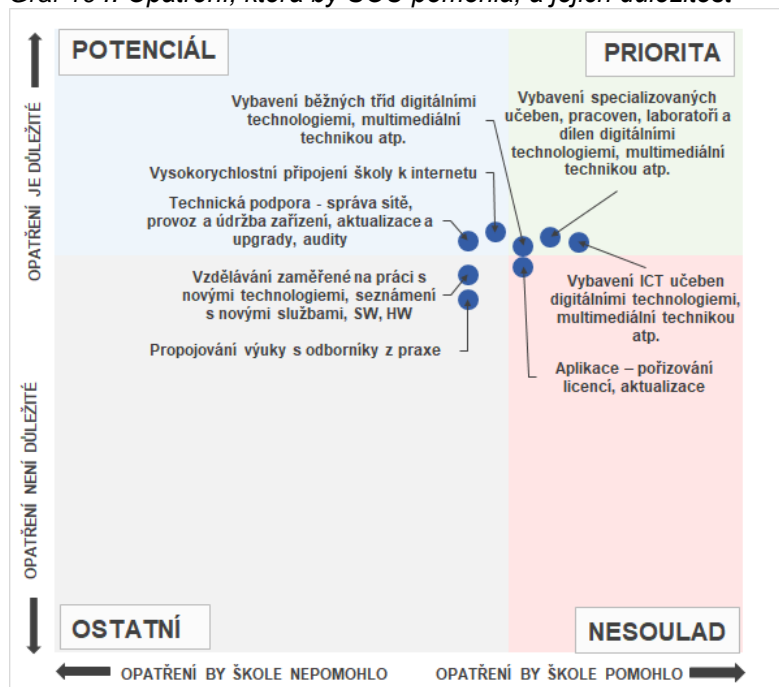 POTENCIÁL
PRIORITA
Vybavení běžných tříd digitálními
technologiemi, multimediální
technikou atp.
Vybavení specializovaných
učeben, pracoven, laboratoří a
dílen digitálními
technologiemi, multimediální
technikou atp.
Vysokorychlostní připojení školy k internetu
Technická podpora - správa sítě,
provoz a údržba zařízení, aktualizace a
upgrady, audity
Vzdělávání zaměřené na práci s
novými technologiemi, seznámení
s novými službami, SW, HW
Vybavení ICT učeben
digitálními technologiemi,
multimediální technikou
atp.
Propojování výuky s odborníky z praxe
Aplikace – pořizování
licencí, aktualizace
OPATŘENÍ JE DŮLEŽITÉ
OPATŘENÍ NENÍ DŮLEŽITÉ
OSTATNÍ
NESOULAD
OPATŘENÍ BY ŠKOLE NEPOMOHLO
OPATŘENÍ BY ŠKOLE POMOHLO